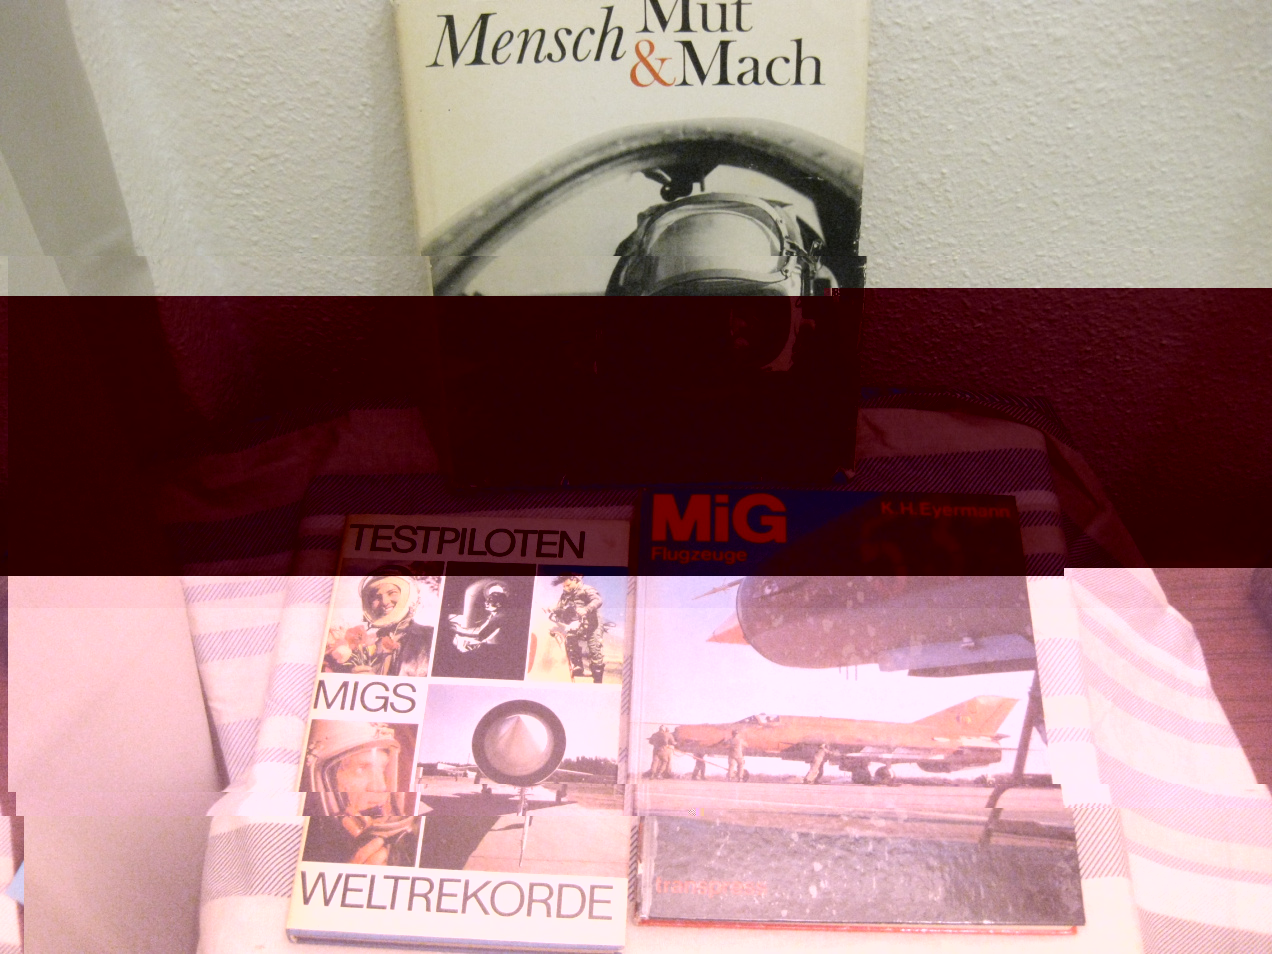 Mut
Mensch & Mach
TESTPILOTEN
MIGS
WELTREKORDE
MiG
Flugzeuge
K.H.Eyermann
transpress